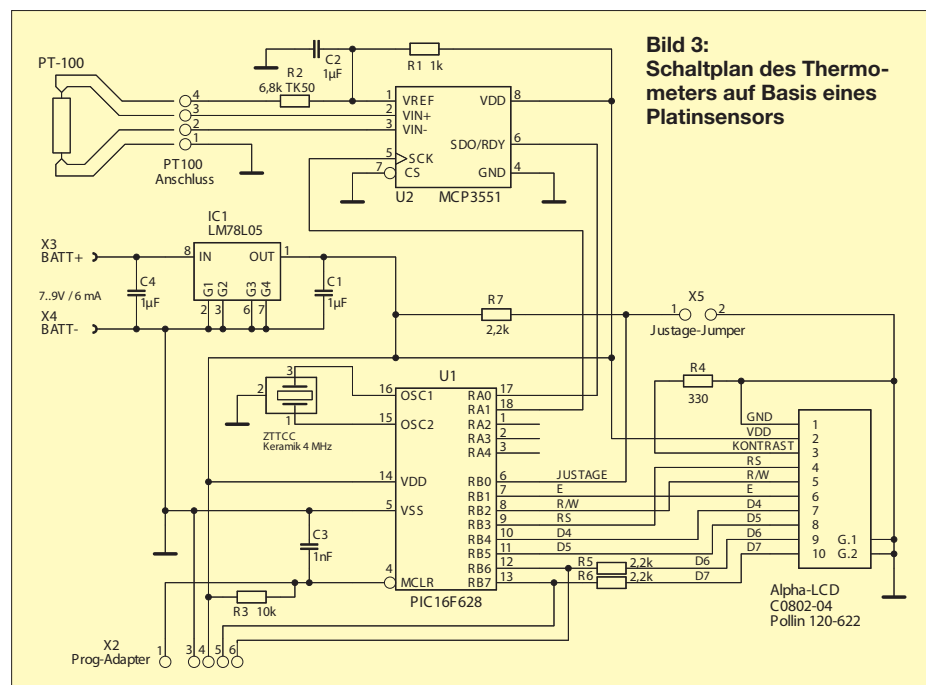 Bild 3:
Schaltplan des Thermo-
meters auf Basis eines
Platinsensors
PT-100
4
3
2
1
PT100
Anschluss
R2
6,8k TK50
C2
1µF
R1 1k
1 VREF
2 VIN+
3 VIN-
5 SCK
7 CS
VDD 8
SDO/RDY 6
GND 4
U2 MCP3551
IC1
LM78L05
X3
BATT+
8 IN
OUT 1
G1 G2 G3 G4
2 3 6 7
C4
1µF
C1
1µF
7..9V / 6 mA
X4
BATT-
R7
2,2k
X5
1 2
Justage-Jumper
R4
330
3
2
1
ZTTCC
Keramik 4 MHz
U1
16 OSC1
15 OSC2
14 VDD
5 VSS
4 MCLR
RA0 17
RA1 18
RA2 1
RA3 2
RA4 3
RB0 6 JUSTAGE
RB1 7 E
RB2 8 R/W
RB3 9 RS
RB4 10 D4
RB5 11 D5
RB6 12
RB7 13
PIC16F628
C3
1nF
R3 10k
R5 2,2k D6
R6 2,2k D7
GND 1
VDD 2
KONTRAST 3
RS 4
R/W 5
E 6
D4 7
D5 8
D6 9
D7 10
G.1
G.2
Alpha-LCD
C0802-04
Pollin 120-622
X2
Prog-Adapter
1 3 4 5 6